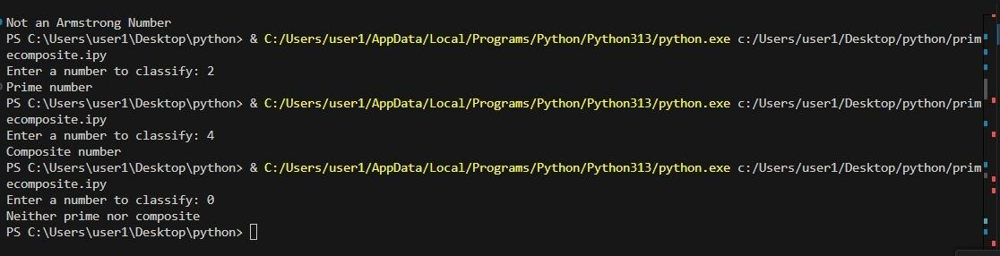 Not an Armstrong Number
PS C:\Users\user1\Desktop\python> & C:/Users/user1/AppData/Local/Programs/Python/Python313/python.exe c:/Users/user1/Desktop/python/prim
ecomposite.ipy
Enter a number to classify: 2
Prime number
PS C:\Users\user1\Desktop\python> & C:/Users/user1/AppData/Local/Programs/Python/Python313/python.exe c:/Users/user1/Desktop/python/prim
ecomposite.ipy
Enter a number to classify: 4
Composite number
PS C:\Users\user1\Desktop\python> & C:/Users/user1/AppData/Local/Programs/Python/Python313/python.exe c:/Users/user1/Desktop/python/prim
ecomposite.ipy
Enter a number to classify: 0
Neither prime nor composite
PS C:\Users\user1\Desktop\python>